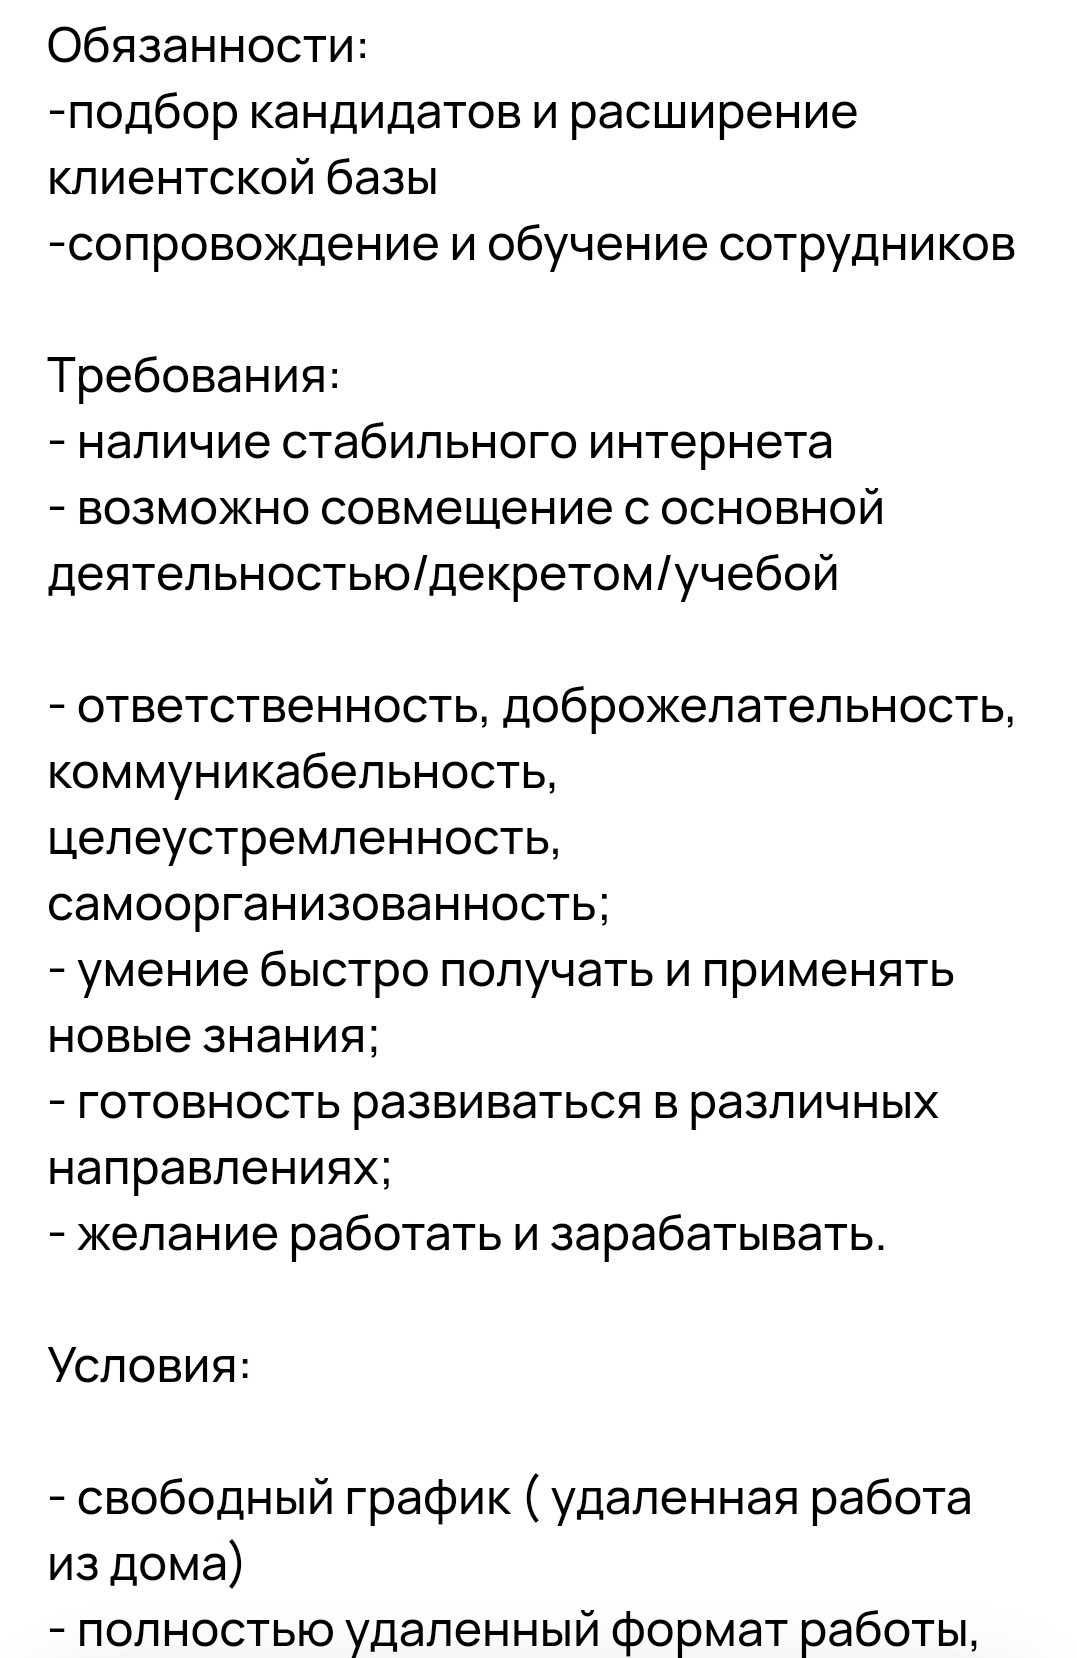 Обязанности:
-подбор кандидатов и расширение
клиентской базы
-сопровождение и обучение сотрудников
Требования:
- наличие стабильного интернета
- возможно совмещение с основной
деятельностью/декретом/учебой
- ответственность, доброжелательность,
коммуникабельность,
целеустремленность,
самоорганизованность;
- умение быстро получать и применять
новые знания;
- готовность развиваться в различных
направлениях;
- желание работать и зарабатывать.
Условия:
- свободный график ( удаленная работа
из дома)
- полностью удаленный формат работы,